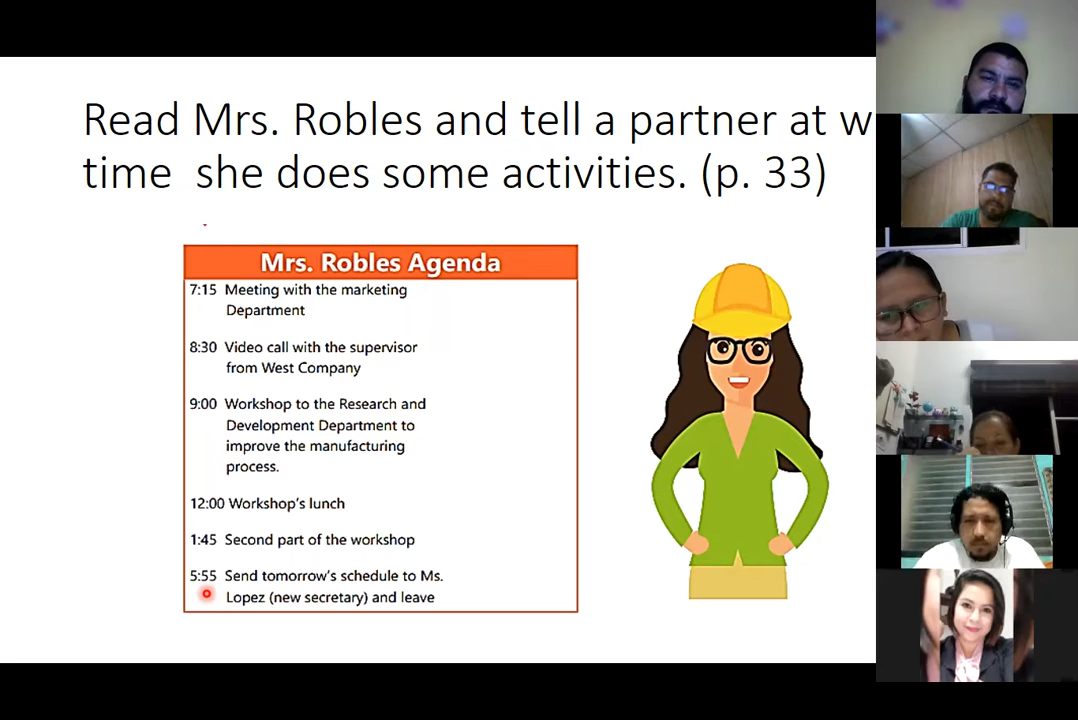 Read Mrs. Robles and tell a partner at w
time she does some activities. (p. 33)
Mrs. Robles Agenda
7:15 Meeting with the marketing
Department
8:30 Video call with the supervisor
from West Company
9:00 Workshop to the Research and
Development Department to
improve the manufacturing
process.
12:00 Workshop's lunch
1:45 Second part of the workshop
5:55 Send tomorrow's schedule to Ms.
Lopez (new secretary) and leave